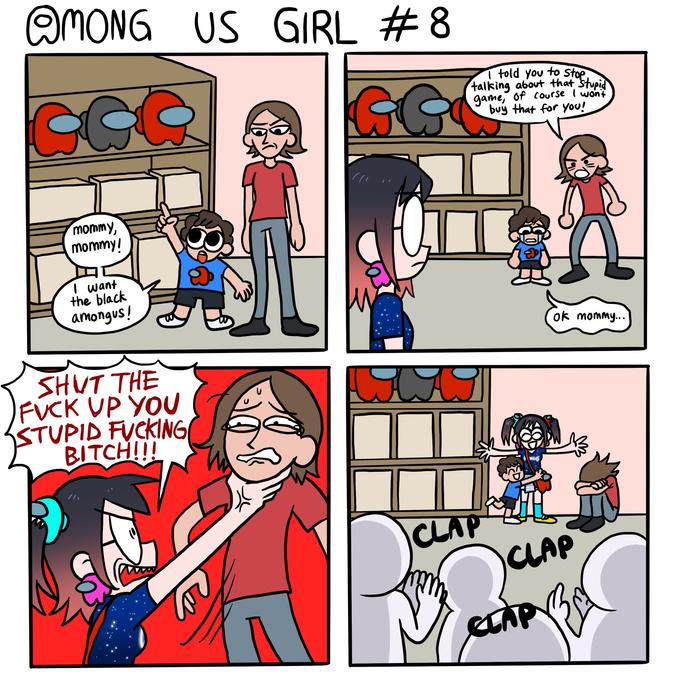 AMONG US GIRL #8
mommy,
mommy!
I want
the black
amongus!
I told you to stop
talking about that stupid
game, of course I won't
buy that for you!
OK mommy...
SHUT THE
FUCK UP YOU
STUPID FUCKING
BITCH!!!
CLAP
CLAP
CLAP